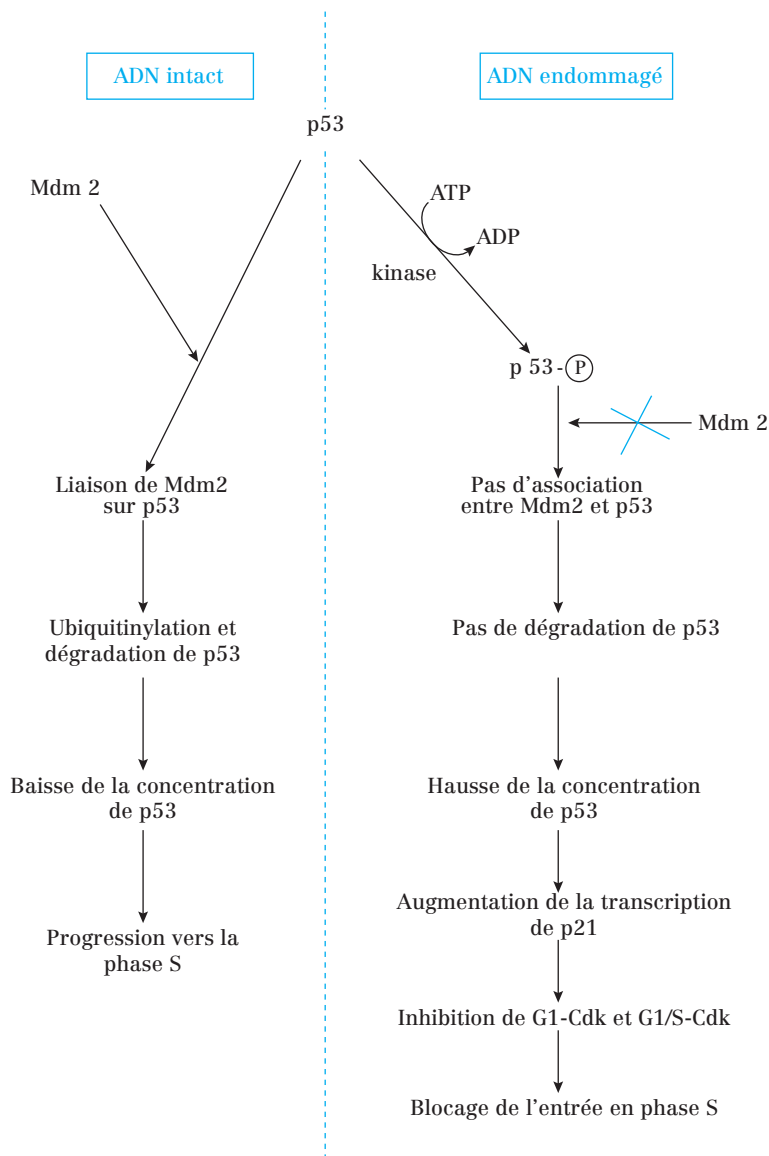 ADN intact
ADN endommagé
p53
Mdm 2
ATP
ADP
kinase
p 53 - P
Mdm 2
Liaison de Mdm2
sur p53
Pas d'association
entre Mdm2 et p53
Ubiquitinylation et
dégradation de p53
Pas de dégradation de p53
Baisse de la concentration
de p53
Hausse de la concentration
de p53
Augmentation de la transcription
de p21
Progression vers la
phase S
Inhibition de G1-Cdk et G1/S-Cdk
Blocage de l'entrée en phase S